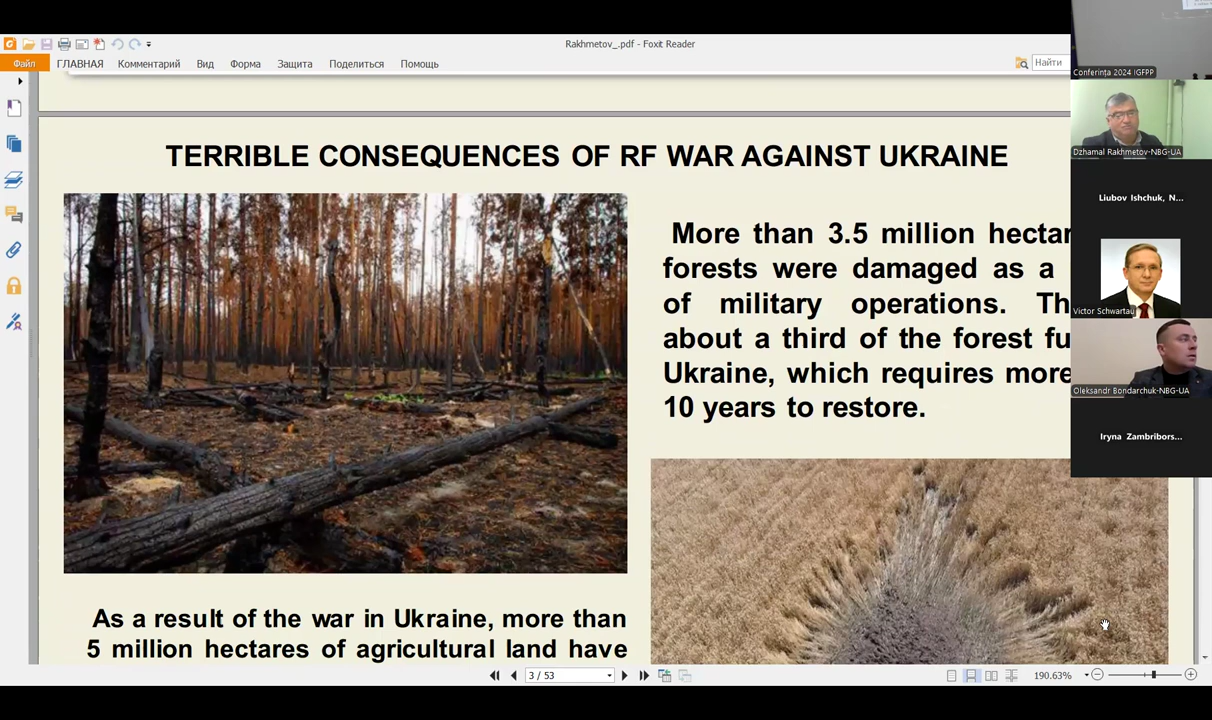 Rakhmetov_.pdf - Foxit Reader
Файл ГЛАВНАЯ Комментарий Вид Форма Защита Поделиться Помощь
Найти
Conferința 2024 IGFPP
Dzhamal Rakhmetov-NBG-UA
Liubov Ishchuk, N...
Victor Schwartau
Oleksandr Bondarchuk-NBG-UA
Iryna Zambribors...
TERRIBLE CONSEQUENCES OF RF WAR AGAINST UKRAINE
More than 3.5 million hectar
forests were damaged as a
of military operations. Th
about a third of the forest fu
Ukraine, which requires more
10 years to restore.
As a result of the war in Ukraine, more than
5 million hectares of agricultural land have
3 / 53
190.63%